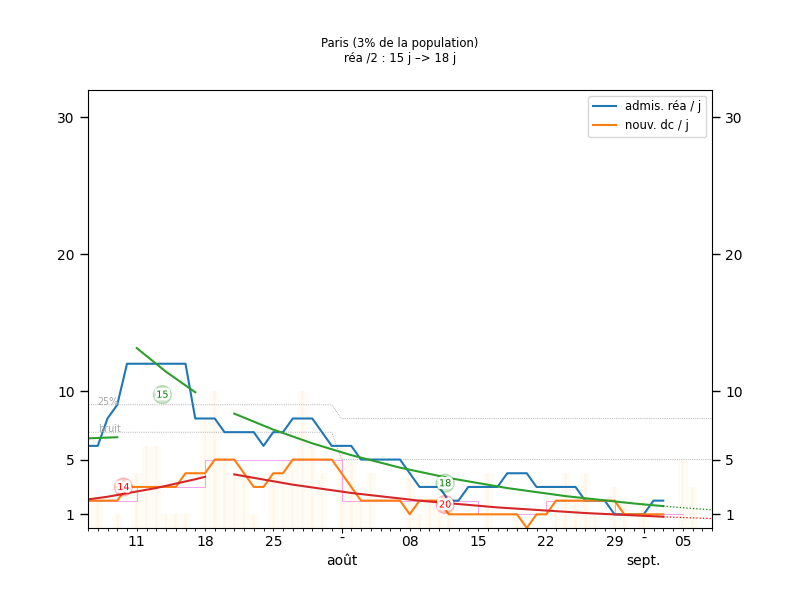 Paris (3% de la population)
réa /2 : 15 j –> 18 j
admis. réa / j
nouv. dc / j
30 30
20 20
10 10
5 5
1 1
25%
bruit
15
14
18
20
11 18 25 - 08 15 22 29 - 05
août sept.